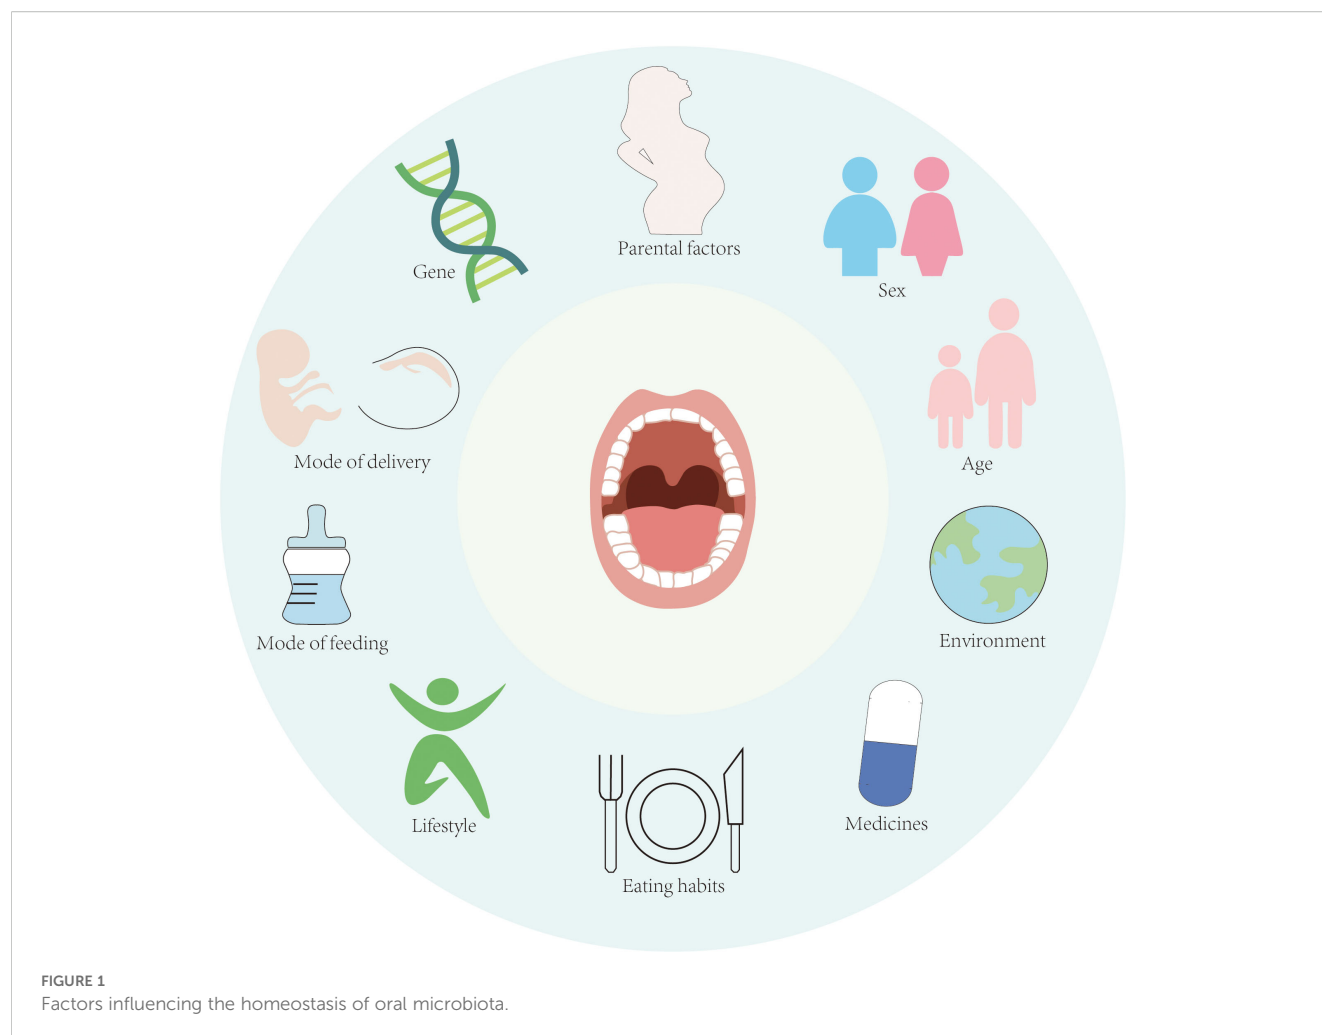 Parental factors
Sex
Gene
Age
Mode of delivery
Environment
Mode of feeding
Medicines
Lifestyle
Eating habits
FIGURE 1
Factors influencing the homeostasis of oral microbiota.